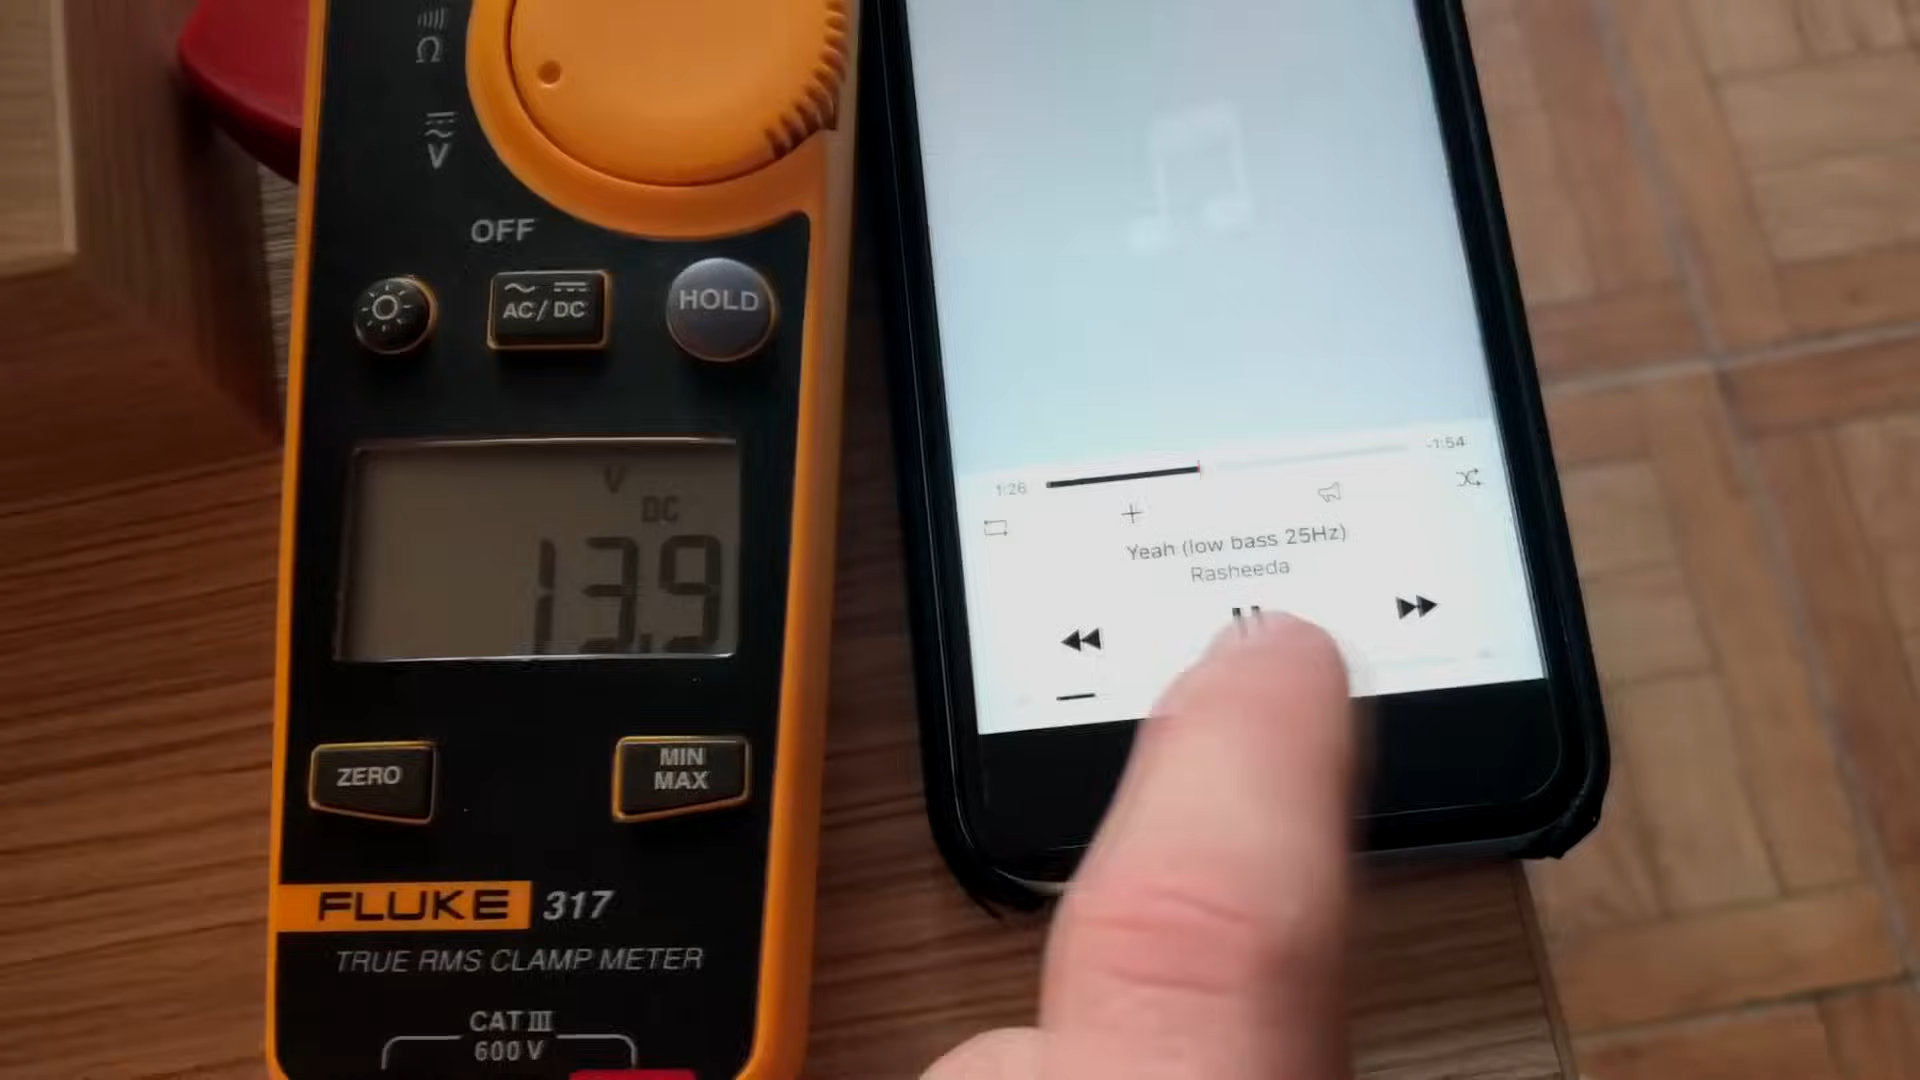 Ω
V
OFF
AC/DC
HOLD
V
DC
13.9
ZERO
MIN
MAX
FLUKE 317
TRUE RMS CLAMP METER
CAT III
600 V
1:26
-1:54
Yeah (low bass 25Hz)
Rasheeda